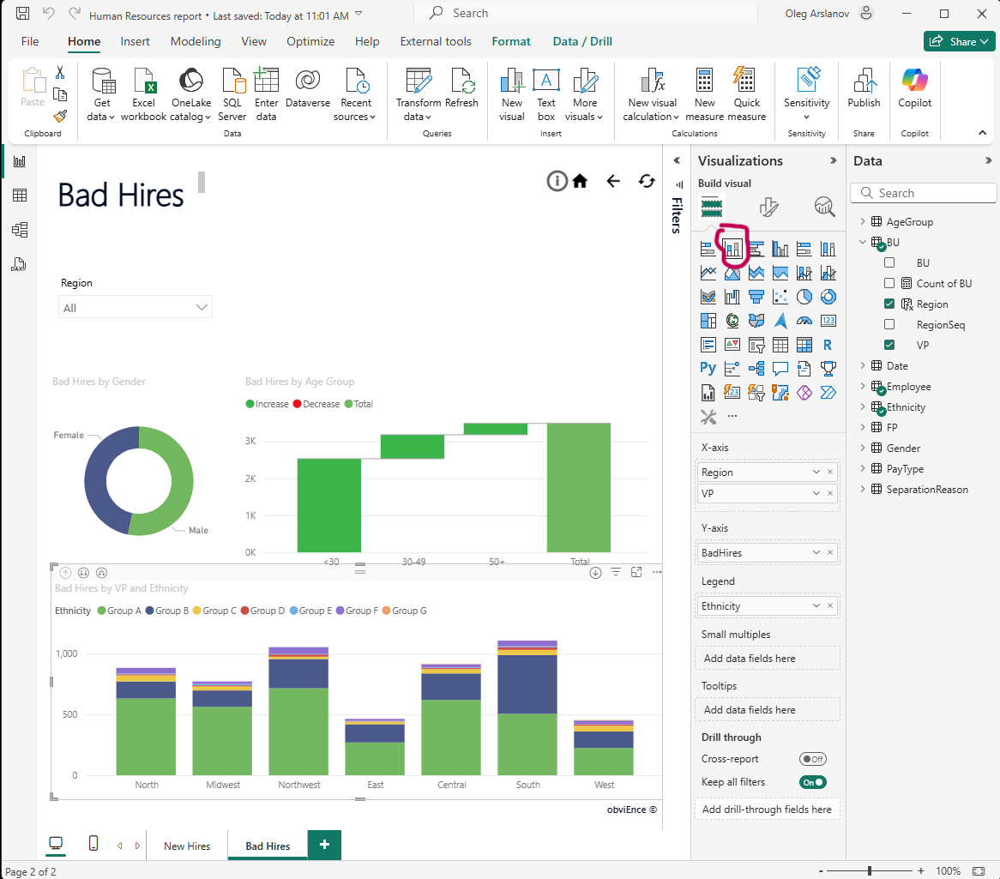 Human Resources report • Last saved: Today at 11:01 AM
Search
Oleg Arslanov
File Home Insert Modeling View Optimize Help External tools Format Data / Drill
Share
Paste
Get data
Excel workbook
OneLake catalog
SQL Server
Enter data
Dataverse
Recent sources
Transform data
Refresh
New visual
Text box
More visuals
New visual calculation
New measure
Quick measure
Sensitivity
Publish
Copilot
Clipboard Data Queries Insert Calculations Sensitivity Share Copilot
Bad Hires
Region
All
Bad Hires by Gender
Female
Male
Bad Hires by Age Group
Increase Decrease Total
3K
2K
1K
0K
<30 30-49 50+ Total
Bad Hires by VP and Ethnicity
Ethnicity Group A Group B Group C Group D Group E Group F Group G
1,000
500
0
North Midwest Northwest East Central South West
obviEnce ©
Filters
Visualizations
Build visual
123
R
Py
123
X-axis
Region
VP
Y-axis
BadHires
Legend
Ethnicity
Small multiples
Add data fields here
Tooltips
Add data fields here
Drill through
Cross-report Off
Keep all filters On
Add drill-through fields here
Data
Search
AgeGroup
BU
BU
Count of BU
Region
RegionSeq
VP
Date
Employee
Ethnicity
FP
Gender
PayType
SeparationReason
DAX
New Hires Bad Hires +
Page 2 of 2
- + 100%